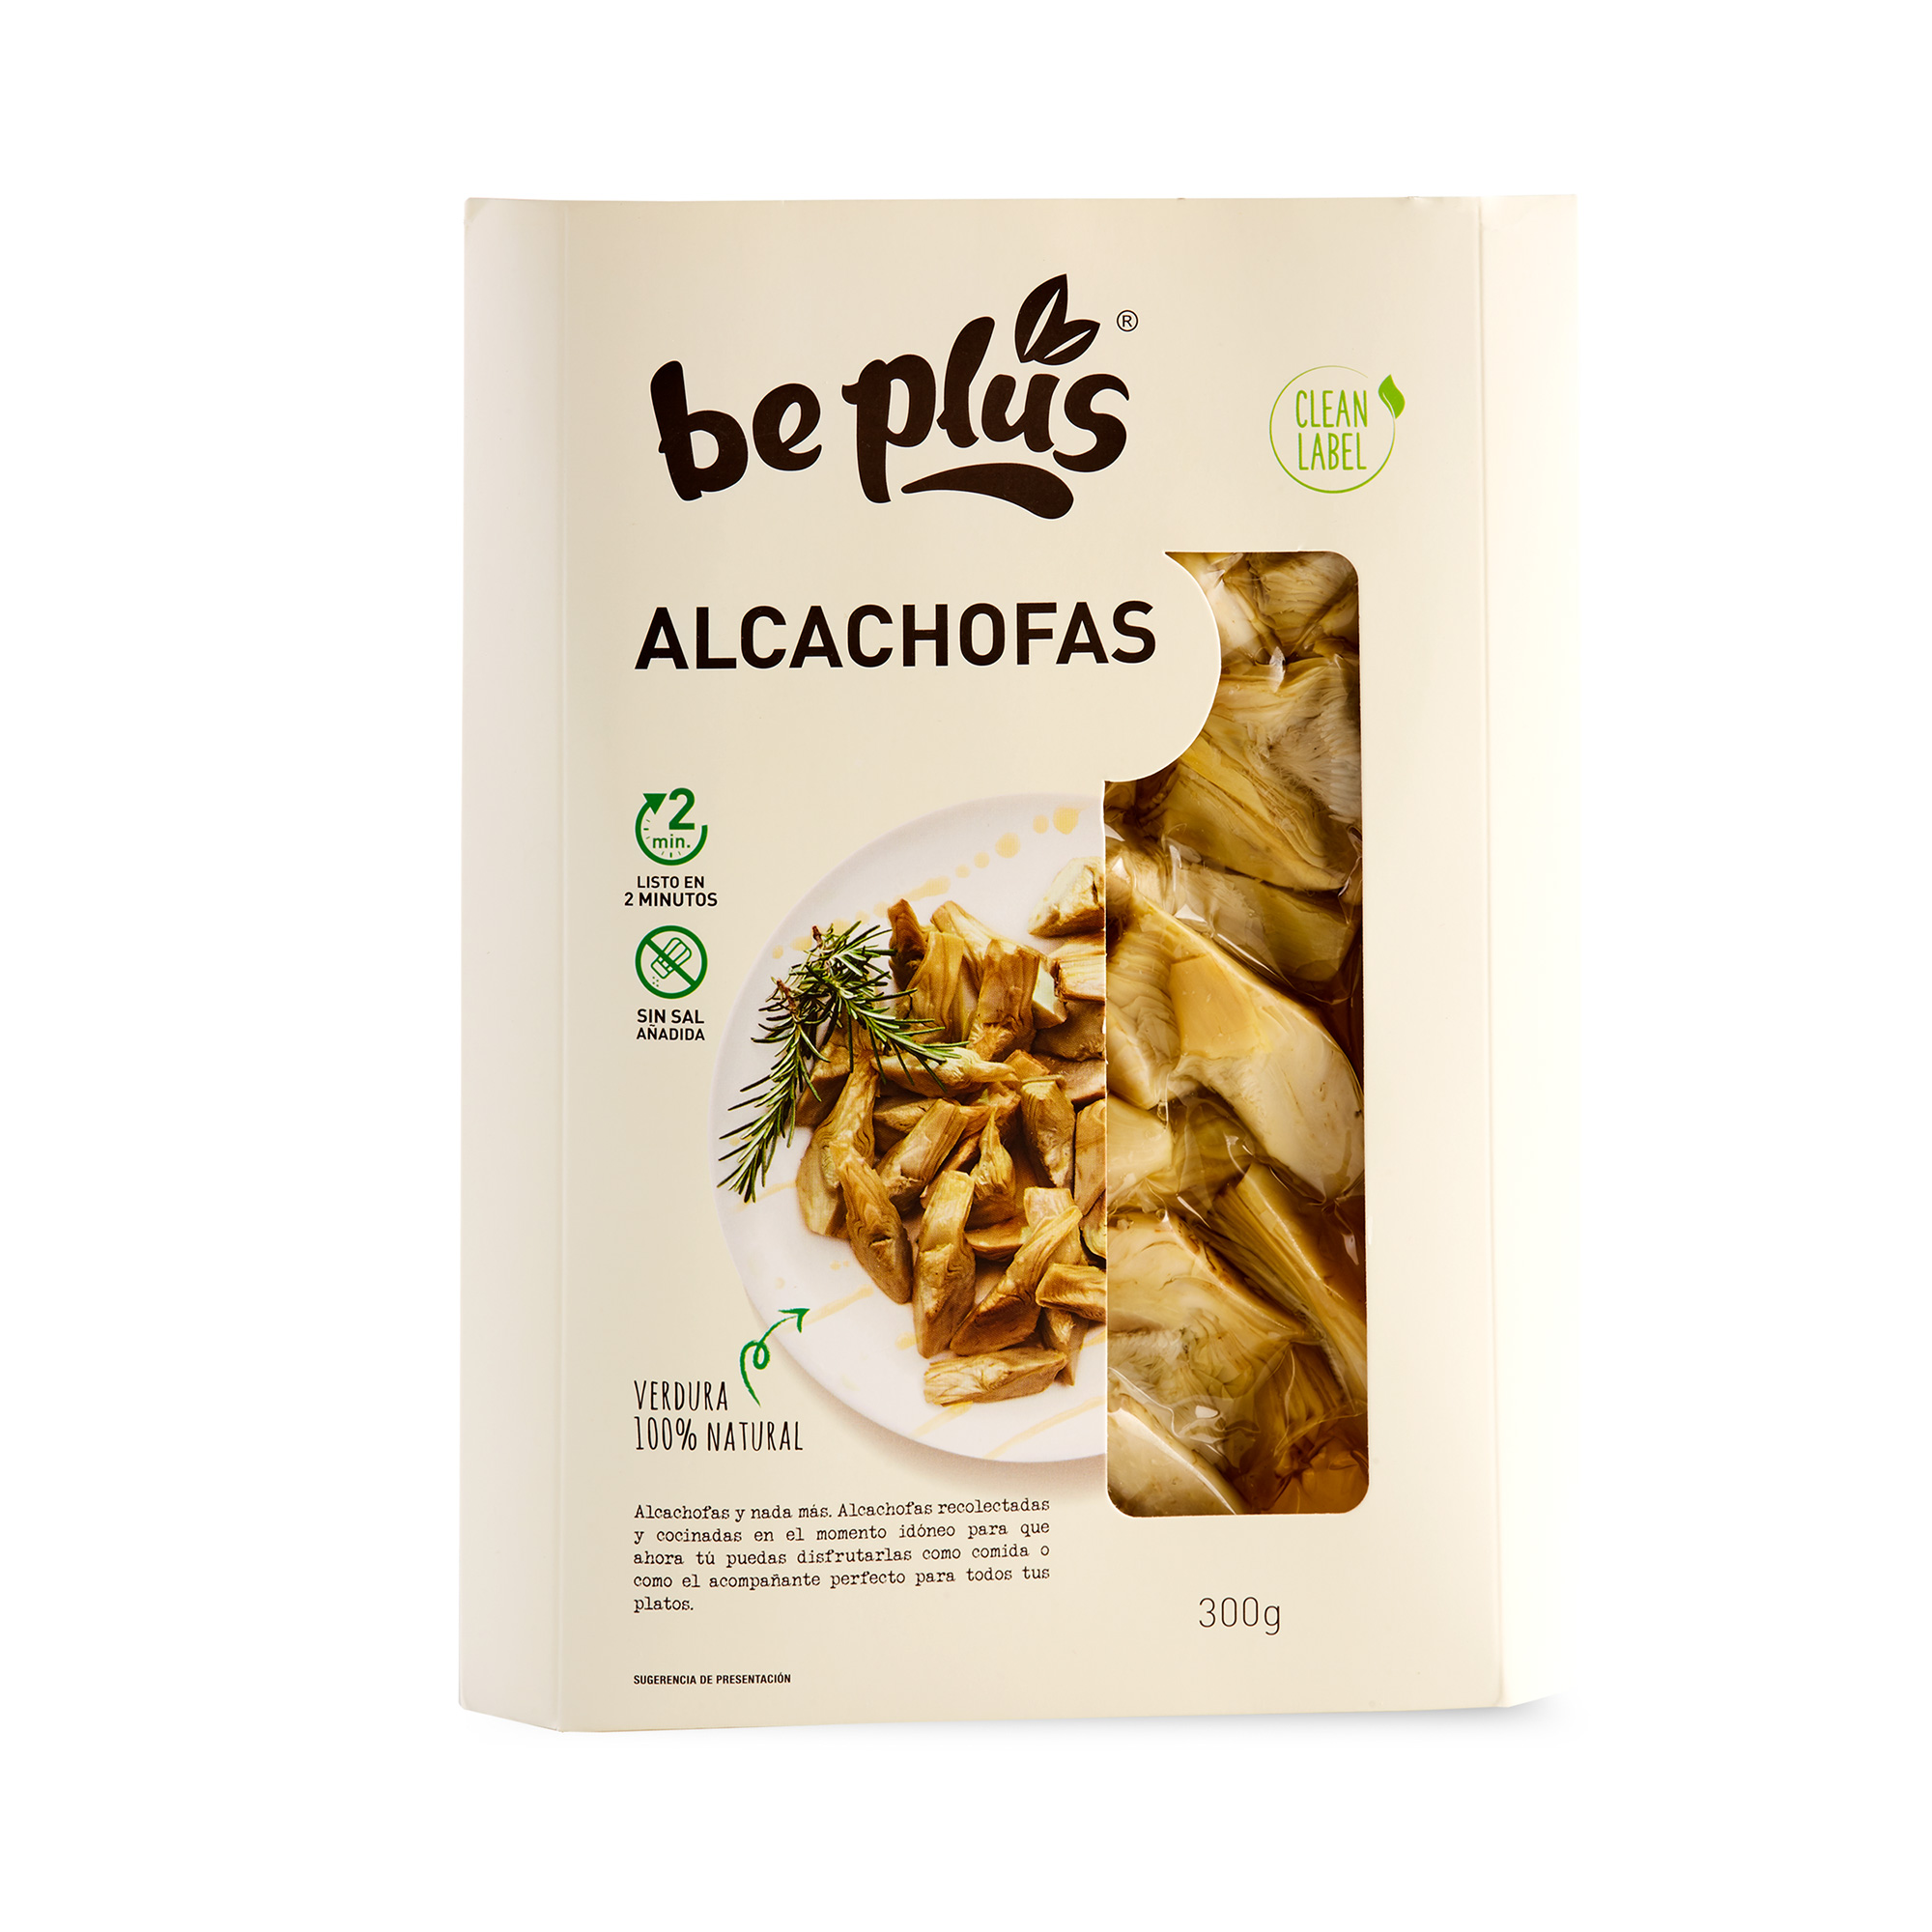 be plus ®
CLEAN
LABEL
ALCACHOFAS
2
min.
LISTO EN
2 MINUTOS
SIN SAL
AÑADIDA
VERDURA
100% NATURAL
Alcachofas y nada más. Alcachofas recolectadas
y cocinadas en el momento idóneo para que
ahora tú puedas disfrutarlas como comida o
como el acompañante perfecto para todos tus
platos.
300g
SUGERENCIA DE PRESENTACIÓN